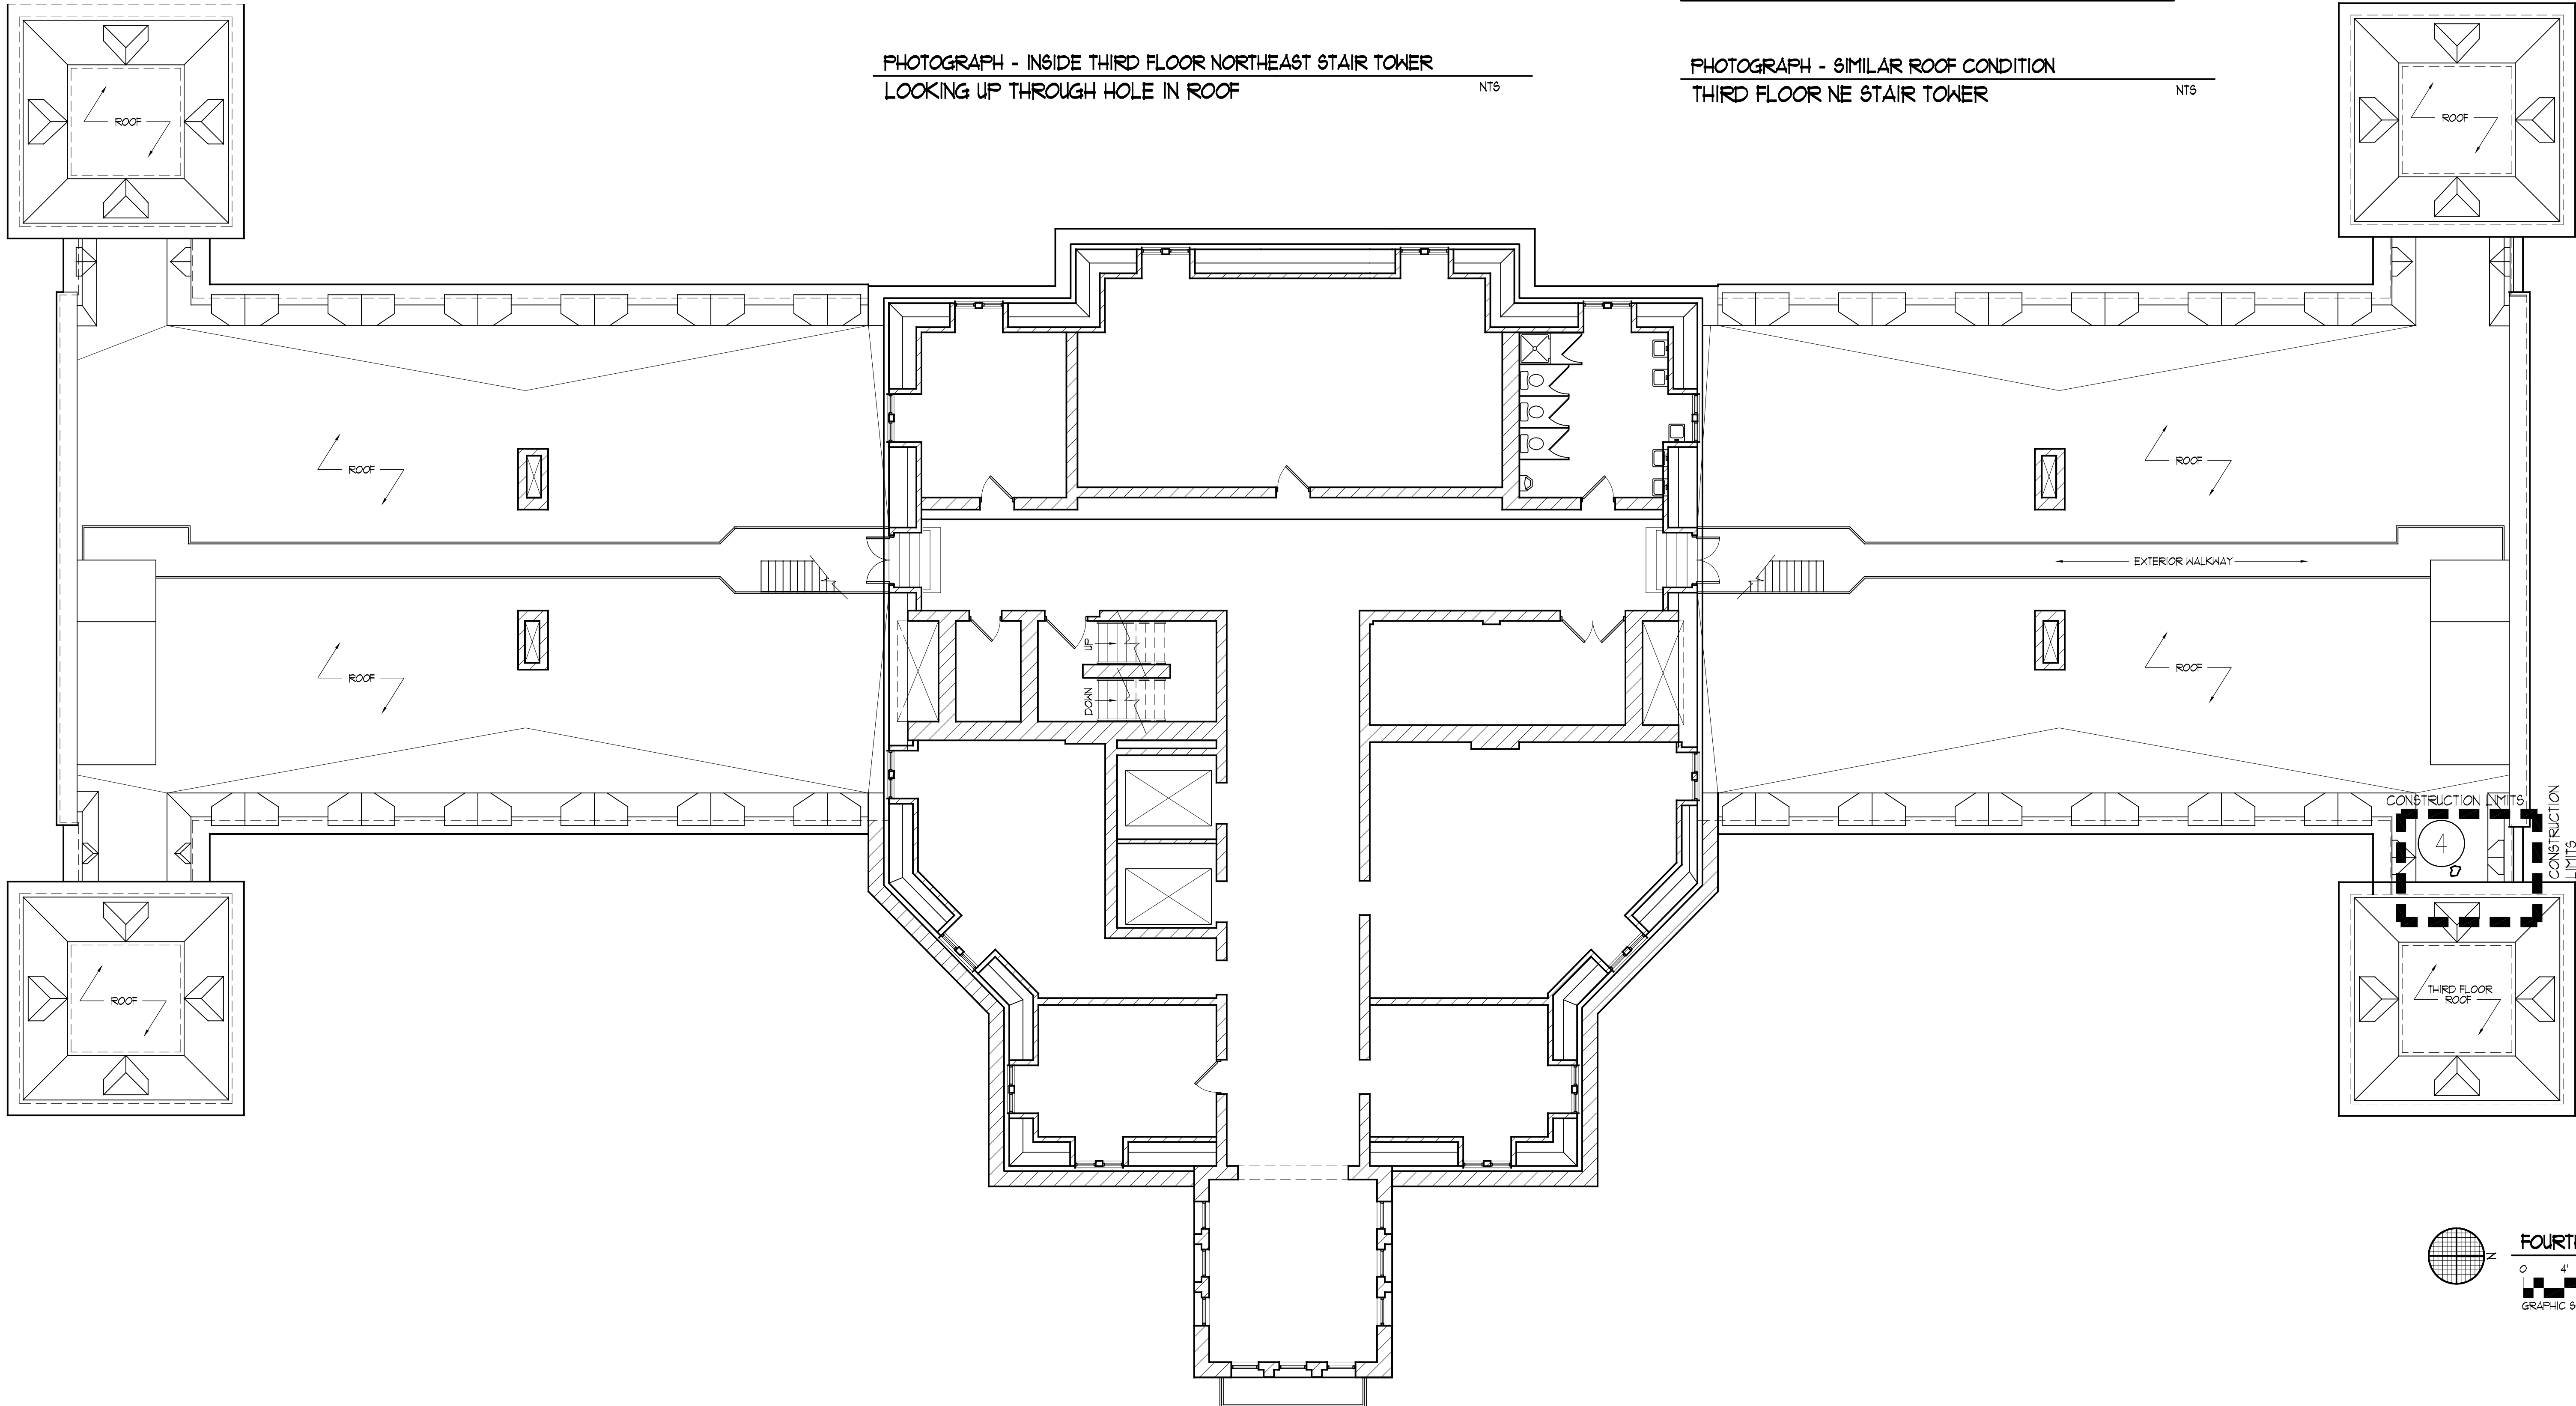 PHOTOGRAPH - INSIDE THIRD FLOOR NORTHEAST STAIR TOWER
LOOKING UP THROUGH HOLE IN ROOF
NTS
PHOTOGRAPH - SIMILAR ROOF CONDITION
THIRD FLOOR NE STAIR TOWER
NTS
ROOF
ROOF
ROOF
ROOF
EXTERIOR WALKWAY
UP
DOWN
ROOF
ROOF
CONSTRUCTION LIMITS
CONSTRUCTION
LIMITS
4
ROOF
THIRD FLOOR
ROOF
N
FOURT
0 4'
GRAPHIC S